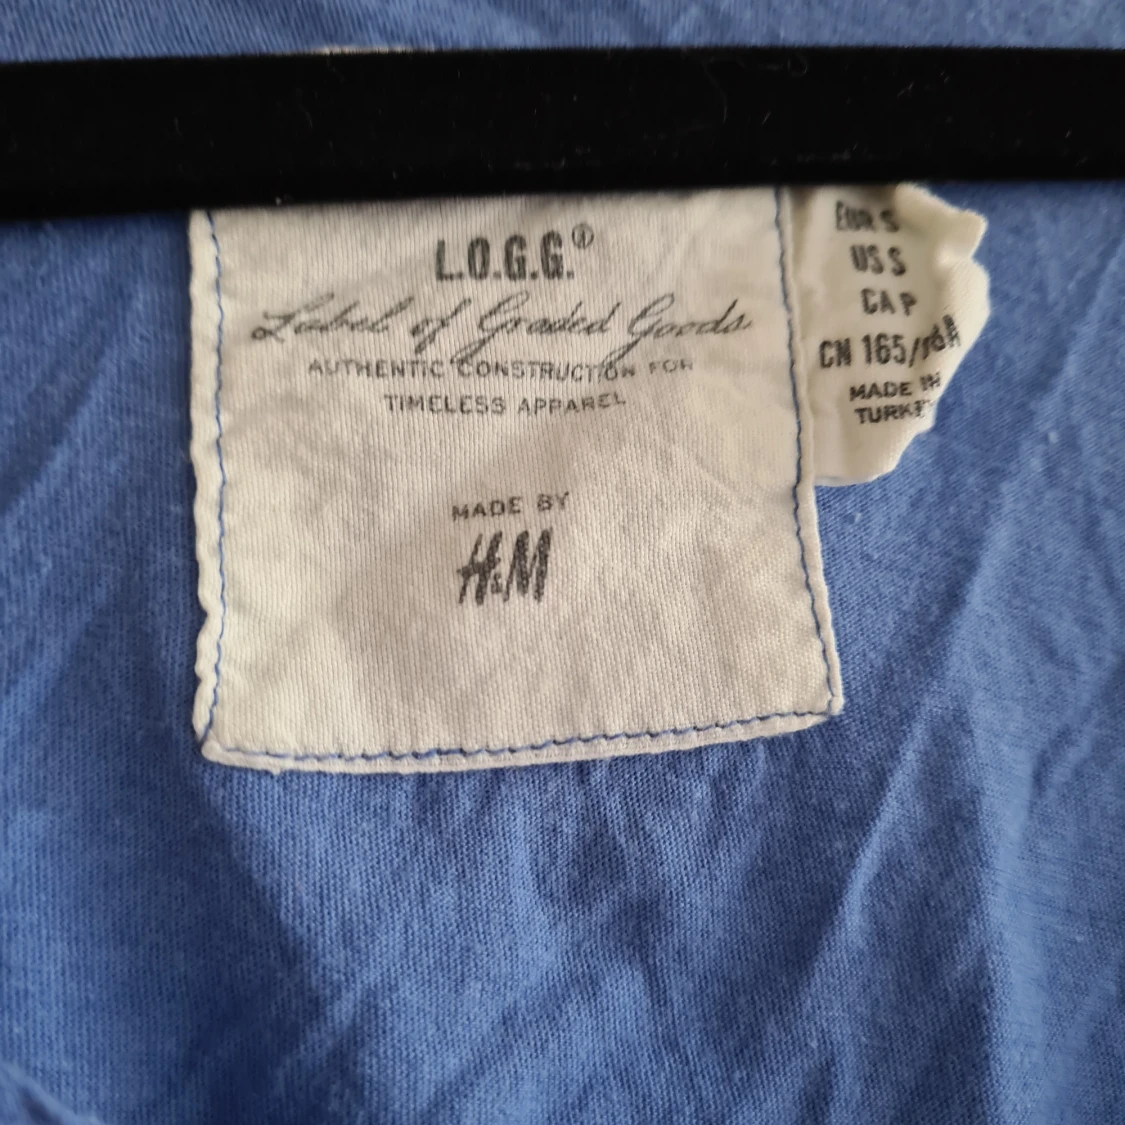 L.O.G.G.®
Label of Graded Goods
AUTHENTIC CONSTRUCTION FOR
TIMELESS APPAREL
MADE BY
H&M
EUR S
US S
CA P
CN 165/
MADE IN
TURKEY